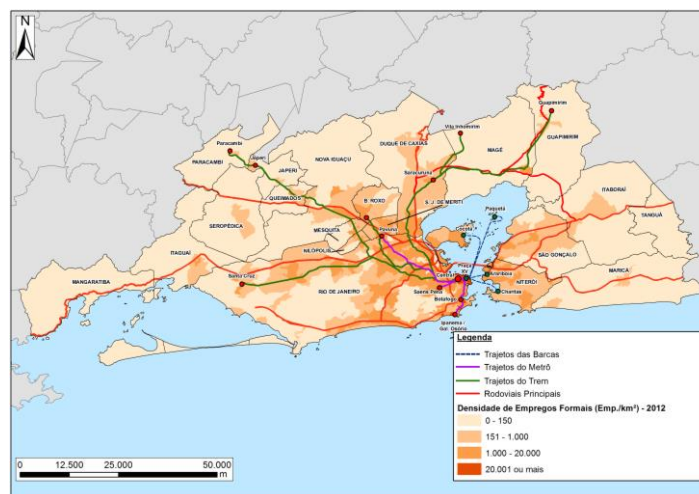 N
Guapimirim
Vila Inhomirim
Paracambi
DUQUE DE CAXIAS
MAGÉ
GUAPIMIRIM
PARACAMBI
Japeri
JAPERI
NOVA IGUAÇU
Saracuruna
ITABORAÍ
B. ROXO
QUEIMADOS
S. J. DE MERITI
Paquetá
TANGUÁ
SEROPÉDICA
MESQUITA
Pavuna
Cocotá
NILÓPOLIS
SÃO GONÇALO
ITAGUAÍ
Central
Praça
XV
Arariboia
MARICÁ
MANGARATIBA
Santa Cruz
NITERÓI
RIO DE JANEIRO
Saens Peña
Charitas
Botafogo
Ipanema /
Gal. Osório
Legenda
Trajetos das Barcas
Trajetos do Metrô
Trajetos do Trem
Rodoviais Principais
Densidade de Empregos Formais (Emp./km²) - 2012
0 - 150
151 - 1.000
1.000 - 20.000
20.001 ou mais
0 12.500 25.000 50.000
m